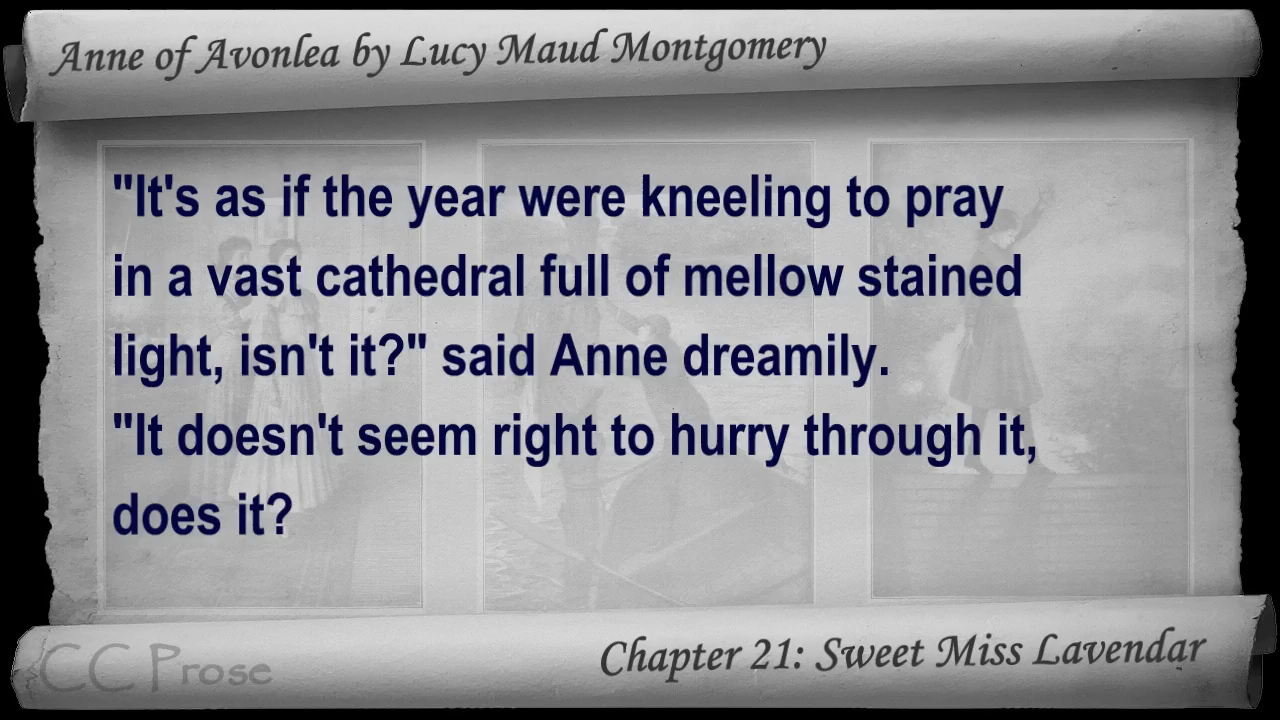 Anne of Avonlea by Lucy Maud Montgomery
"It's as if the year were kneeling to pray
in a vast cathedral full of mellow stained
light, isn't it?" said Anne dreamily.
"It doesn't seem right to hurry through it,
does it?
CC Prose
Chapter 21: Sweet Miss Lavendar